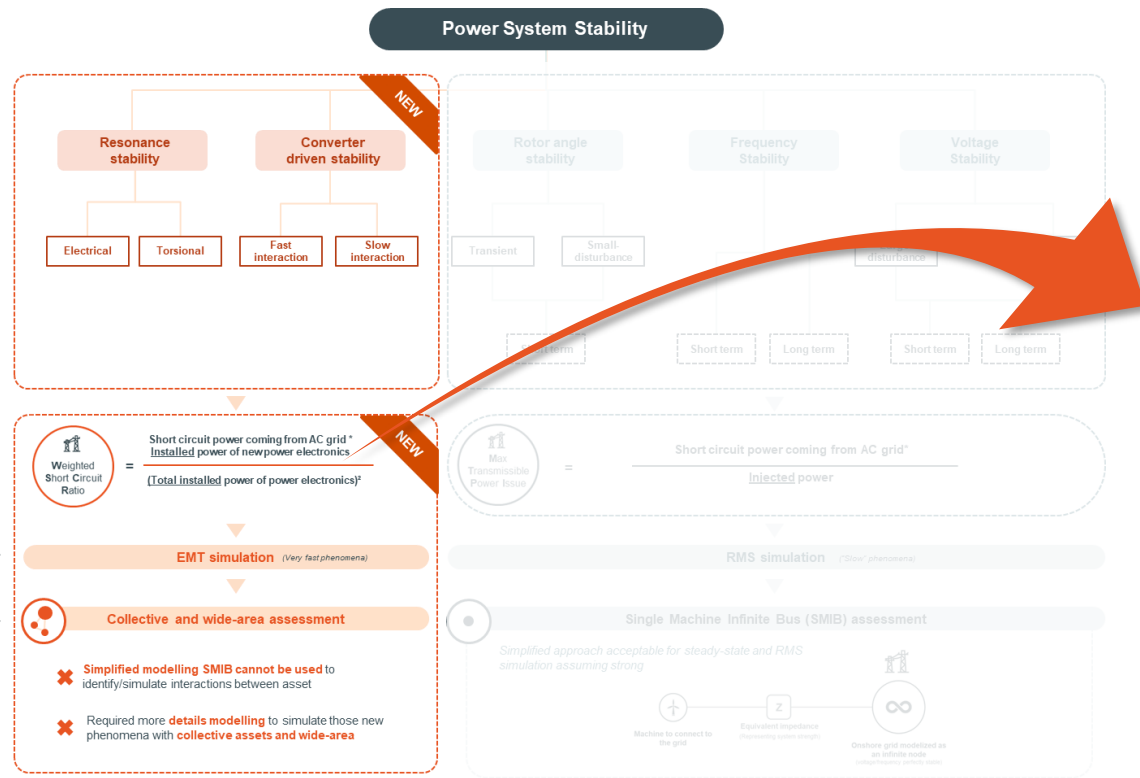 Power System Stability
NEW
Resonance
stability
Converter
driven stability
Electrical
Torsional
Fast
interaction
Slow
interaction
Rotor angle
stability
Frequency
Stability
Voltage
Stability
Transient
Small-
disturbance
disturbance
Short term
Short term
Long term
Short term
Long term
NEW
Weighted
Short Circuit
Ratio
=
Short circuit power coming from AC grid *
Installed power of new power electronics
(Total installed power of power electronics)²
Max
Transmissible
Power Issue
=
Short circuit power coming from AC grid*
Injected power
EMT simulation (Very fast phenomena)
RMS simulation ("Slow" phenomena)
Collective and wide-area assessment
Single Machine Infinite Bus (SMIB) assessment
Simplified modelling SMIB cannot be used to
identify/simulate interactions between asset
Required more details modelling to simulate those new
phenomena with collective assets and wide-area
Simplified approach acceptable for steady-state and RMS
simulation assuming strong
Z
Machine to connect to
the grid
Equivalent impedance
(Representing system strength)
Onshore grid modelized as
an infinite node